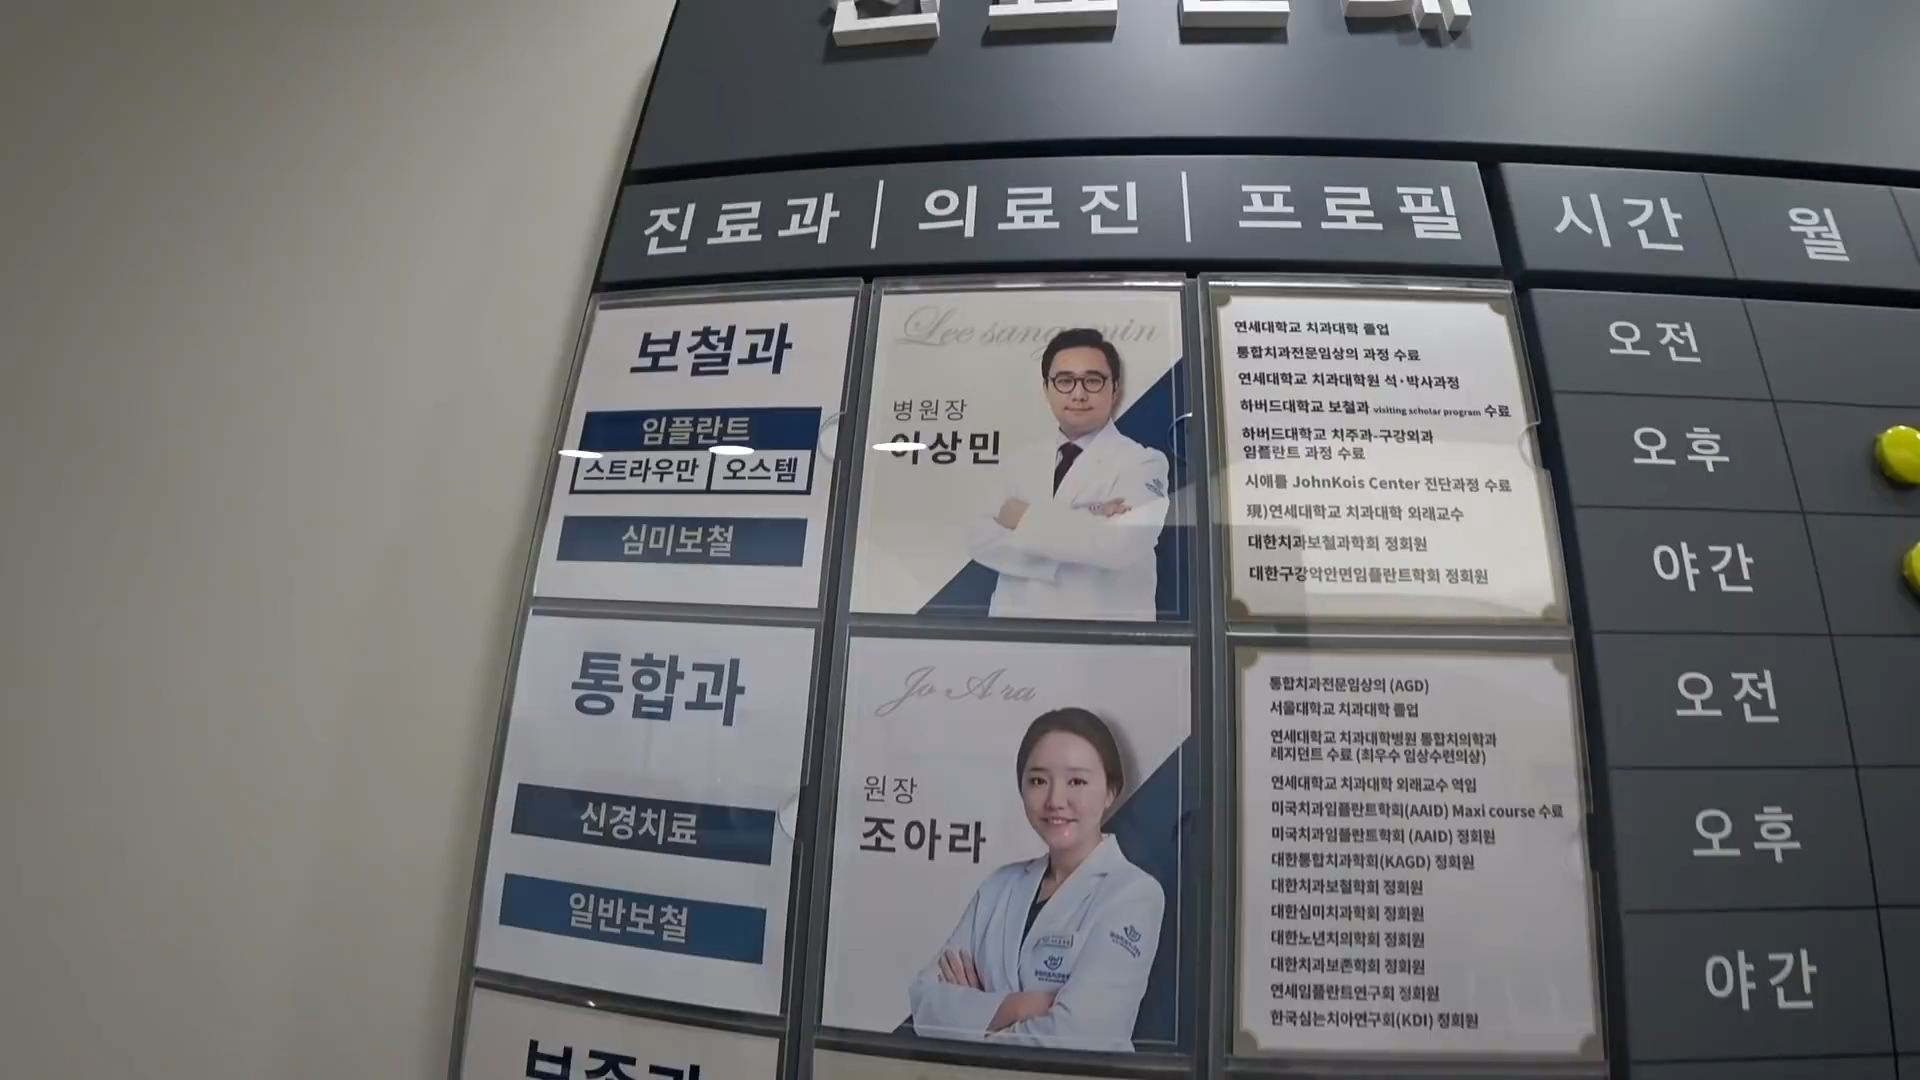 진료과 | 의료진 | 프로필
시간
월
보철과
임플란트
스트라우만
오스템
심미보철
Lee sang min
병원장
이상민
연세대학교 치과대학 졸업
통합치과전문임상의 과정 수료
연세대학교 치과대학원 석·박사과정
하버드대학교 보철과 visiting scholar program 수료
하버드대학교 치주과-구강외과
임플란트 과정 수료
시애틀 JohnKois Center 진단과정 수료
現)연세대학교 치과대학 외래교수
대한치과보철과학회 정회원
대한구강악안면임플란트학회 정회원
오전
오후
야간
통합과
신경치료
일반보철
Jo Ara
원장
조아라
통합치과전문임상의 (AGD)
서울대학교 치과대학 졸업
연세대학교 치과대학병원 통합치의학과
레지던트 수료 (최우수 임상수련의상)
연세대학교 치과대학 외래교수 역임
미국치과임플란트학회(AAID) Maxi course 수료
미국치과임플란트학회 (AAID) 정회원
대한통합치과학회(KAGD) 정회원
대한치과보철학회 정회원
대한심미치과학회 정회원
대한노년치의학회 정회원
대한치과보존학회 정회원
연세임플란트연구회 정회원
한국심는치아연구회(KDI) 정회원
오전
오후
야간